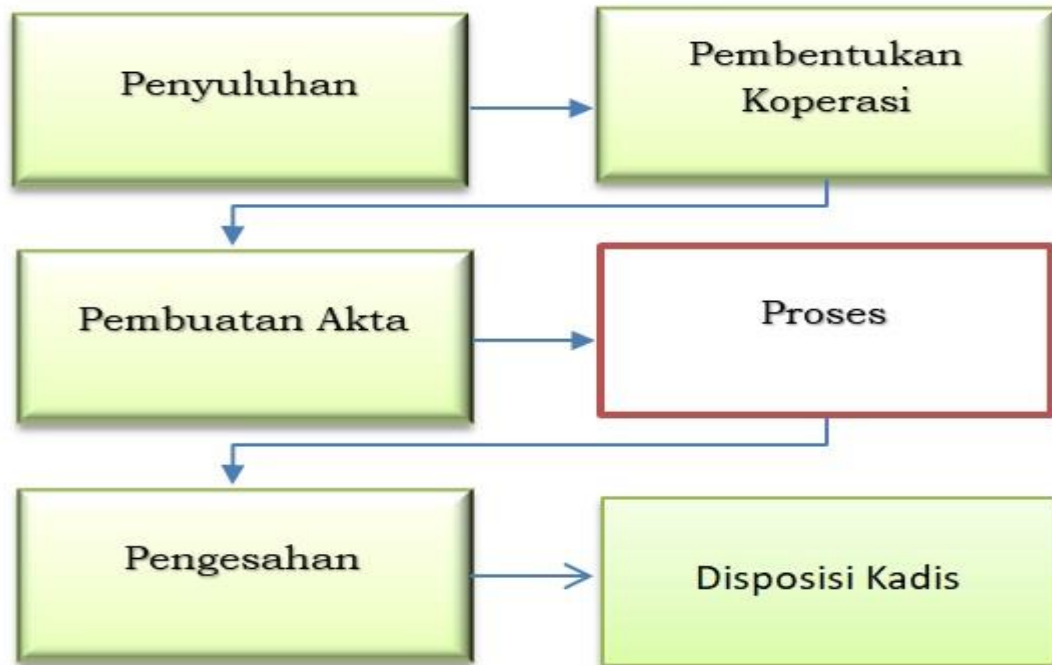 Penyuluhan
Pembentukan
Koperasi
Pembuatan Akta
Proses
Pengesahan
Disposisi Kadis